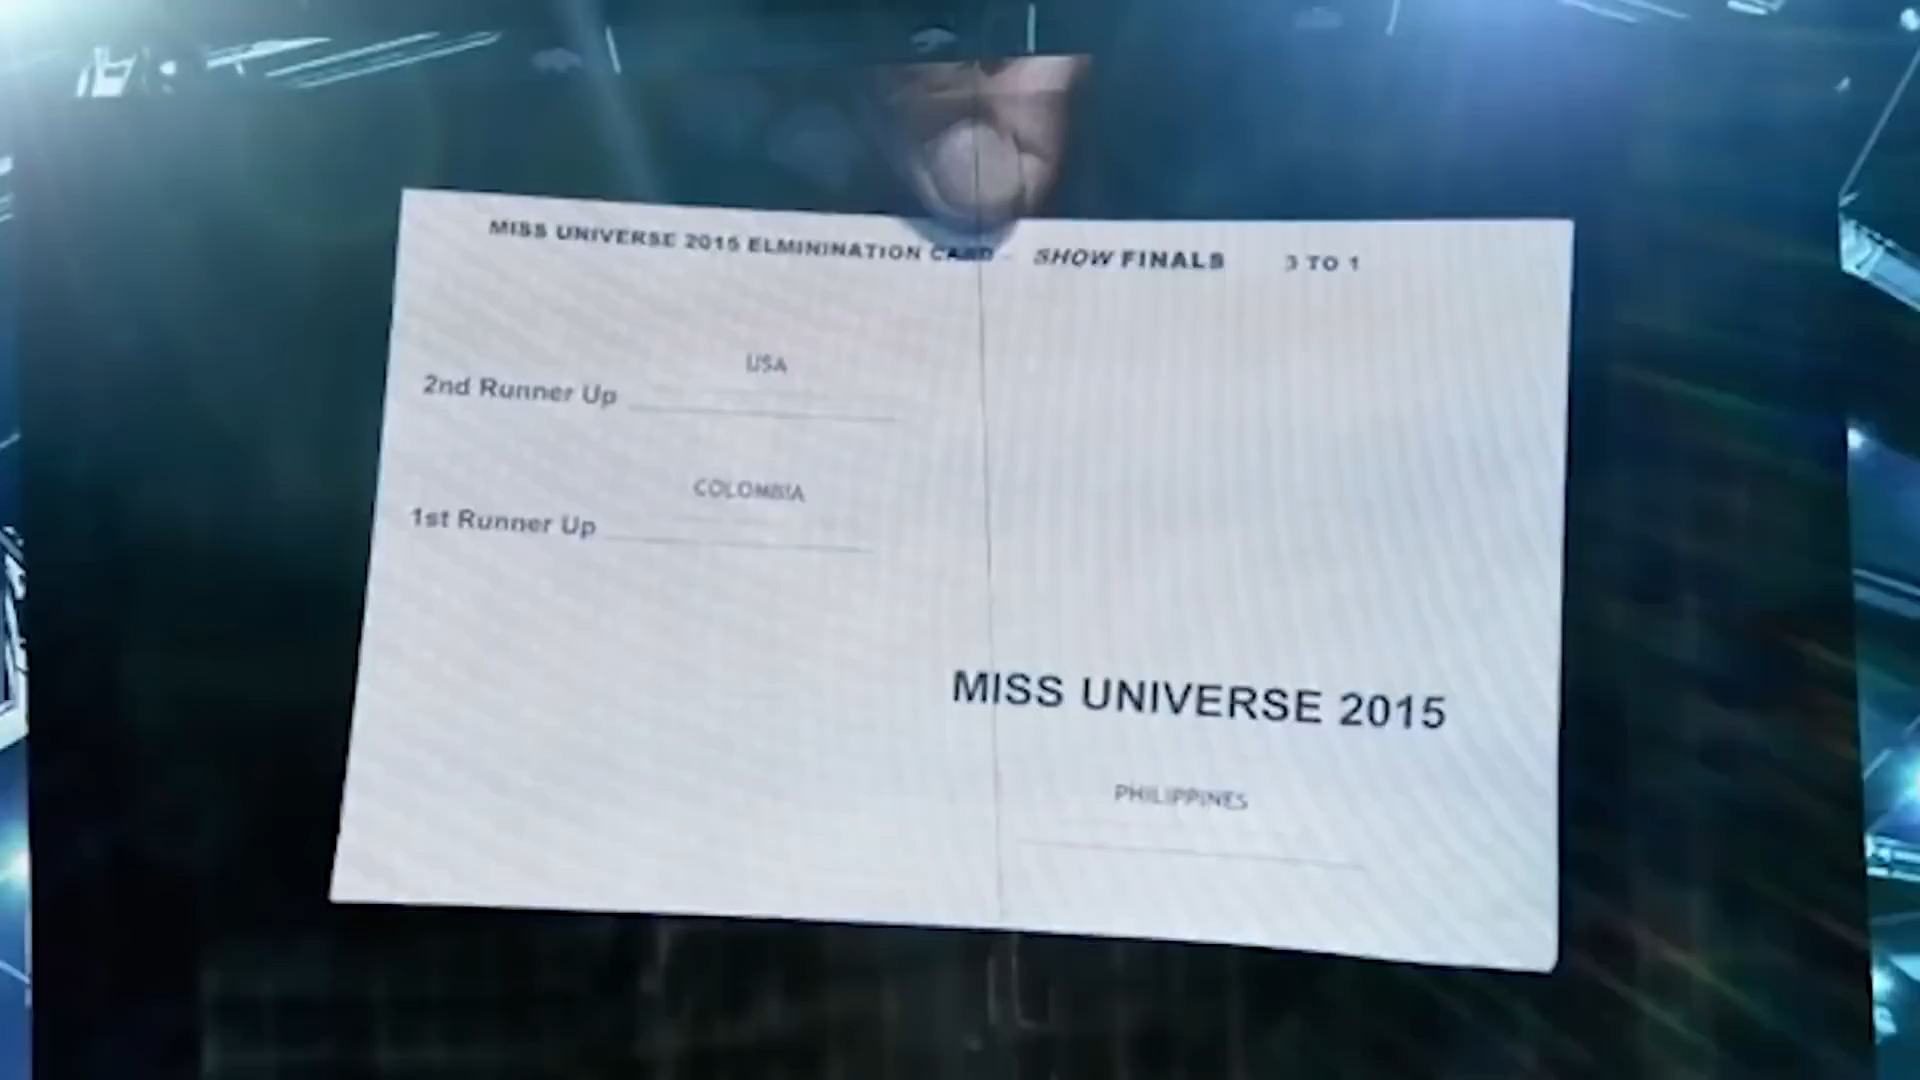 MISS UNIVERSE 2015 ELMININATION CARD - SHOW FINALS 3 TO 1
USA
2nd Runner Up
COLOMBIA
1st Runner Up
MISS UNIVERSE 2015
PHILIPPINES